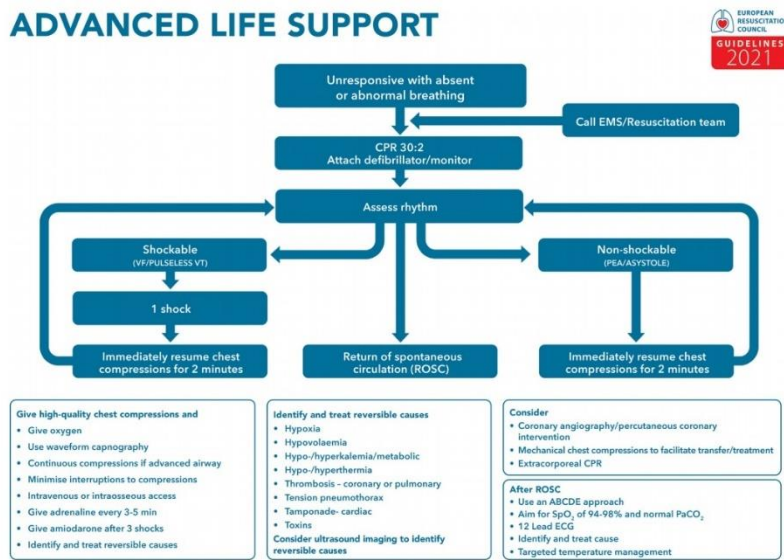 ADVANCED LIFE SUPPORT
EUROPEAN
RESUSCITATION
COUNCIL
GUIDELINES
2021
Unresponsive with absent
or abnormal breathing
Call EMS/Resuscitation team
CPR 30:2
Attach defibrillator/monitor
Assess rhythm
Shockable
(VF/PULSELESS VT)
Non-shockable
(PEA/ASYSTOLE)
1 shock
Immediately resume chest
compressions for 2 minutes
Return of spontaneous
circulation (ROSC)
Immediately resume chest
compressions for 2 minutes
Give high-quality chest compressions and
• Give oxygen
• Use waveform capnography
• Continuous compressions if advanced airway
• Minimise interruptions to compressions
• Intravenous or intraosseous access
• Give adrenaline every 3-5 min
• Give amiodarone after 3 shocks
• Identify and treat reversible causes
Identify and treat reversible causes
• Hypoxia
• Hypovolaemia
• Hypo-/hyperkalemia/metabolic
• Hypo-/hyperthermia
• Thrombosis – coronary or pulmonary
• Tension pneumothorax
• Tamponade- cardiac
• Toxins
Consider ultrasound imaging to identify
reversible causes
Consider
• Coronary angiography/percutaneous coronary
intervention
• Mechanical chest compressions to facilitate transfer/treatment
• Extracorporeal CPR
After ROSC
• Use an ABCDE approach
• Aim for SpO₂ of 94-98% and normal PaCO₂
• 12 Lead ECG
• Identify and treat cause
• Targeted temperature management